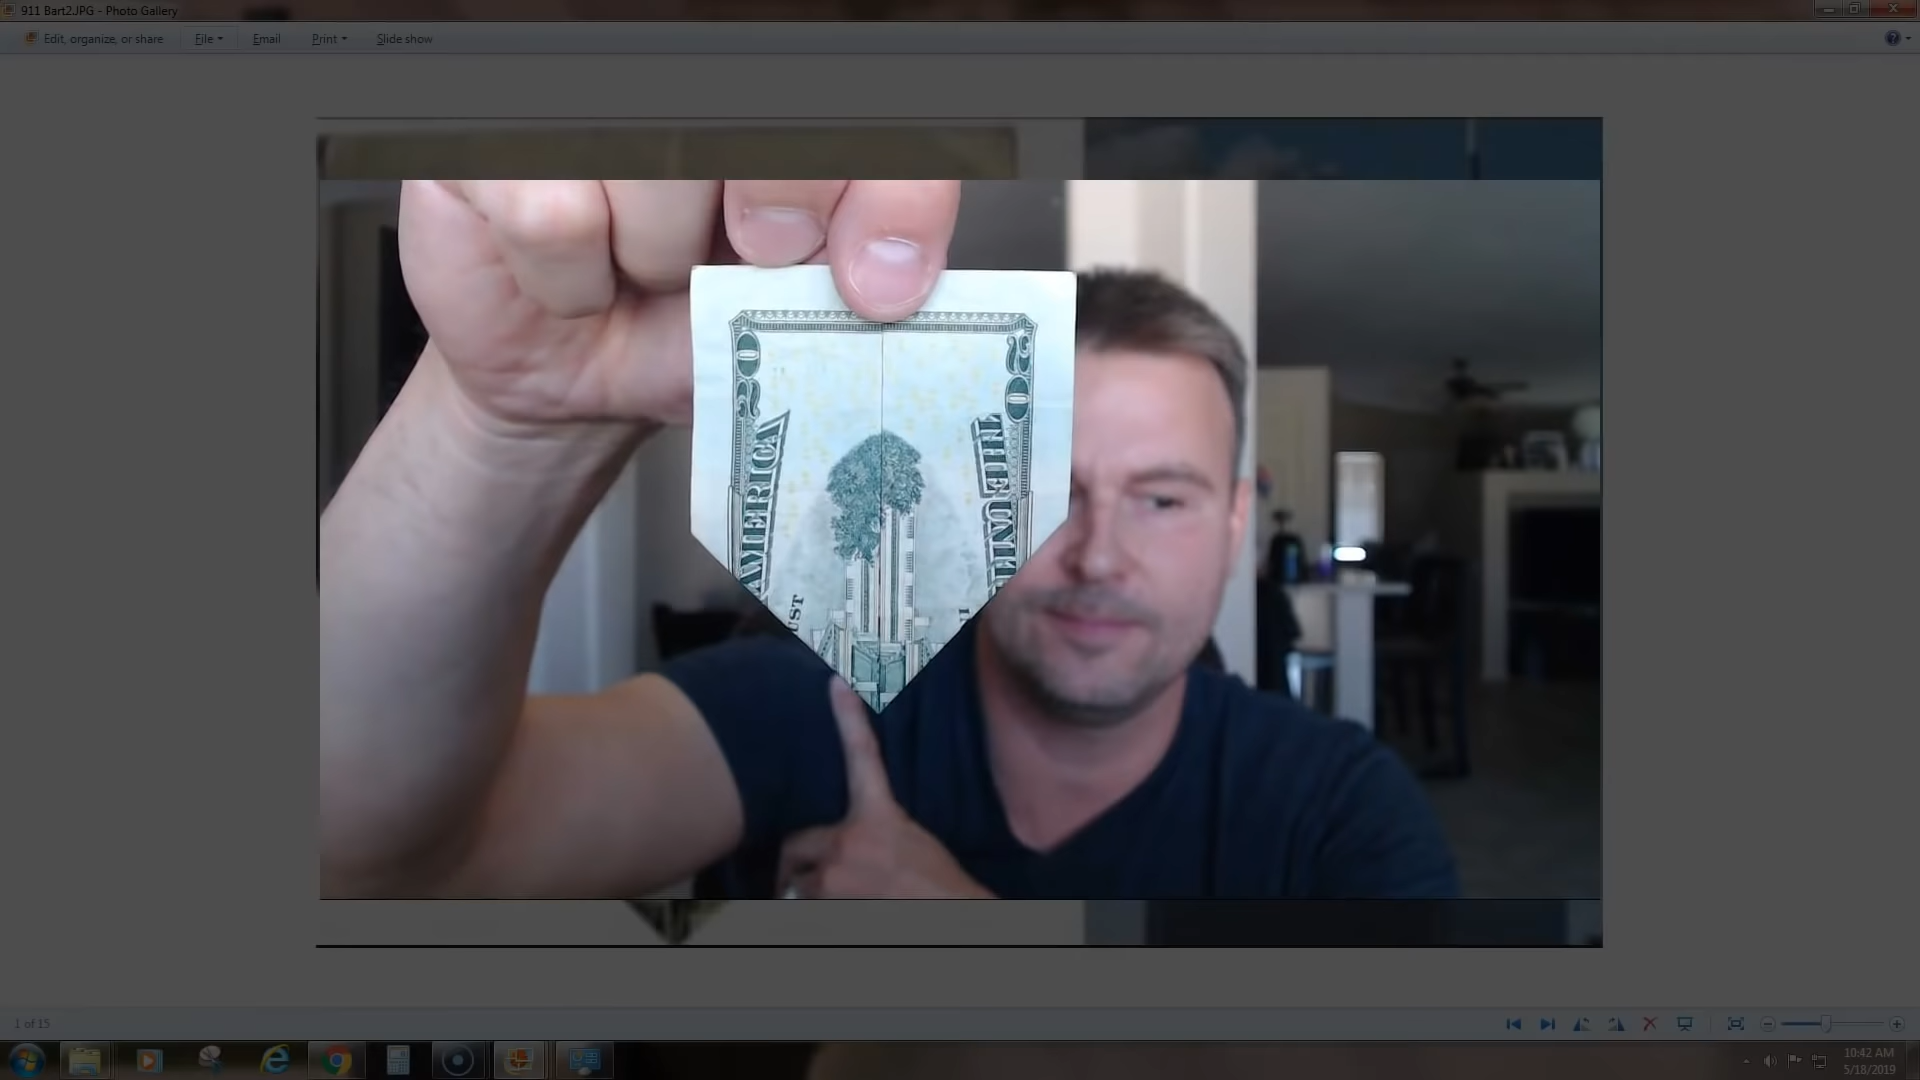 911 Bart2.JPG - Photo Gallery
Edit, organize, or share File Email Print Slide show
20
20
AMERICA
THE UNITE
UST
1 of 15
10:42 AM
5/18/2019